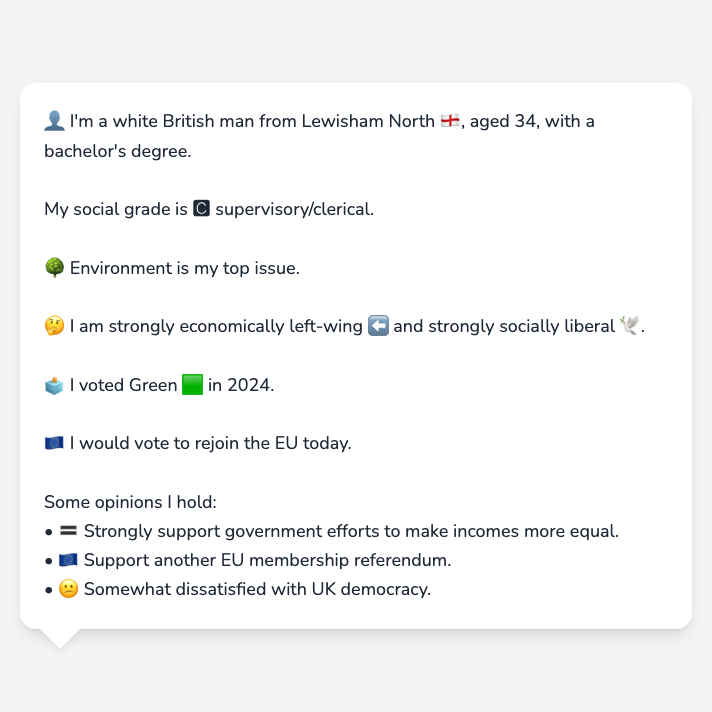 👤 I'm a white British man from Lewisham North 🏴󠁧󠁢󠁥󠁮󠁧󠁿, aged 34, with a
bachelor's degree.
My social grade is 🅲 supervisory/clerical.
🌳 Environment is my top issue.
🤔 I am strongly economically left-wing ⬅️ and strongly socially liberal 🕊️.
🗳️ I voted Green 🟩 in 2024.
🇪🇺 I would vote to rejoin the EU today.
Some opinions I hold:
• 🟰 Strongly support government efforts to make incomes more equal.
• 🇪🇺 Support another EU membership referendum.
• 😕 Somewhat dissatisfied with UK democracy.